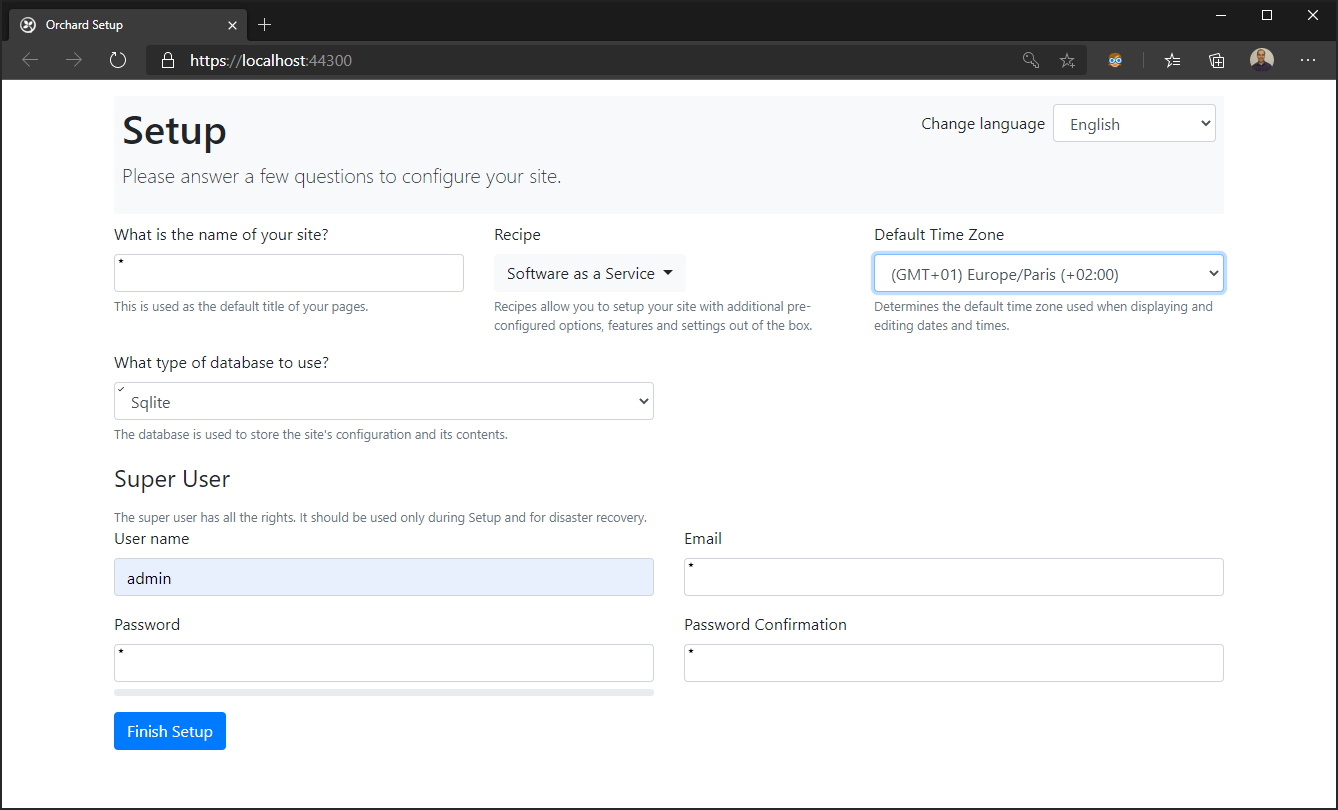 Orchard Setup
https://localhost:44300
Setup
Change language
English
Please answer a few questions to configure your site.
What is the name of your site?
Recipe
Default Time Zone
*
Software as a Service
(GMT+01) Europe/Paris (+02:00)
This is used as the default title of your pages.
Recipes allow you to setup your site with additional pre-
configured options, features and settings out of the box.
Determines the default time zone used when displaying and
editing dates and times.
What type of database to use?
Sqlite
The database is used to store the site's configuration and its contents.
Super User
The super user has all the rights. It should be used only during Setup and for disaster recovery.
User name
Email
admin
*
Password
Password Confirmation
*
*
Finish Setup